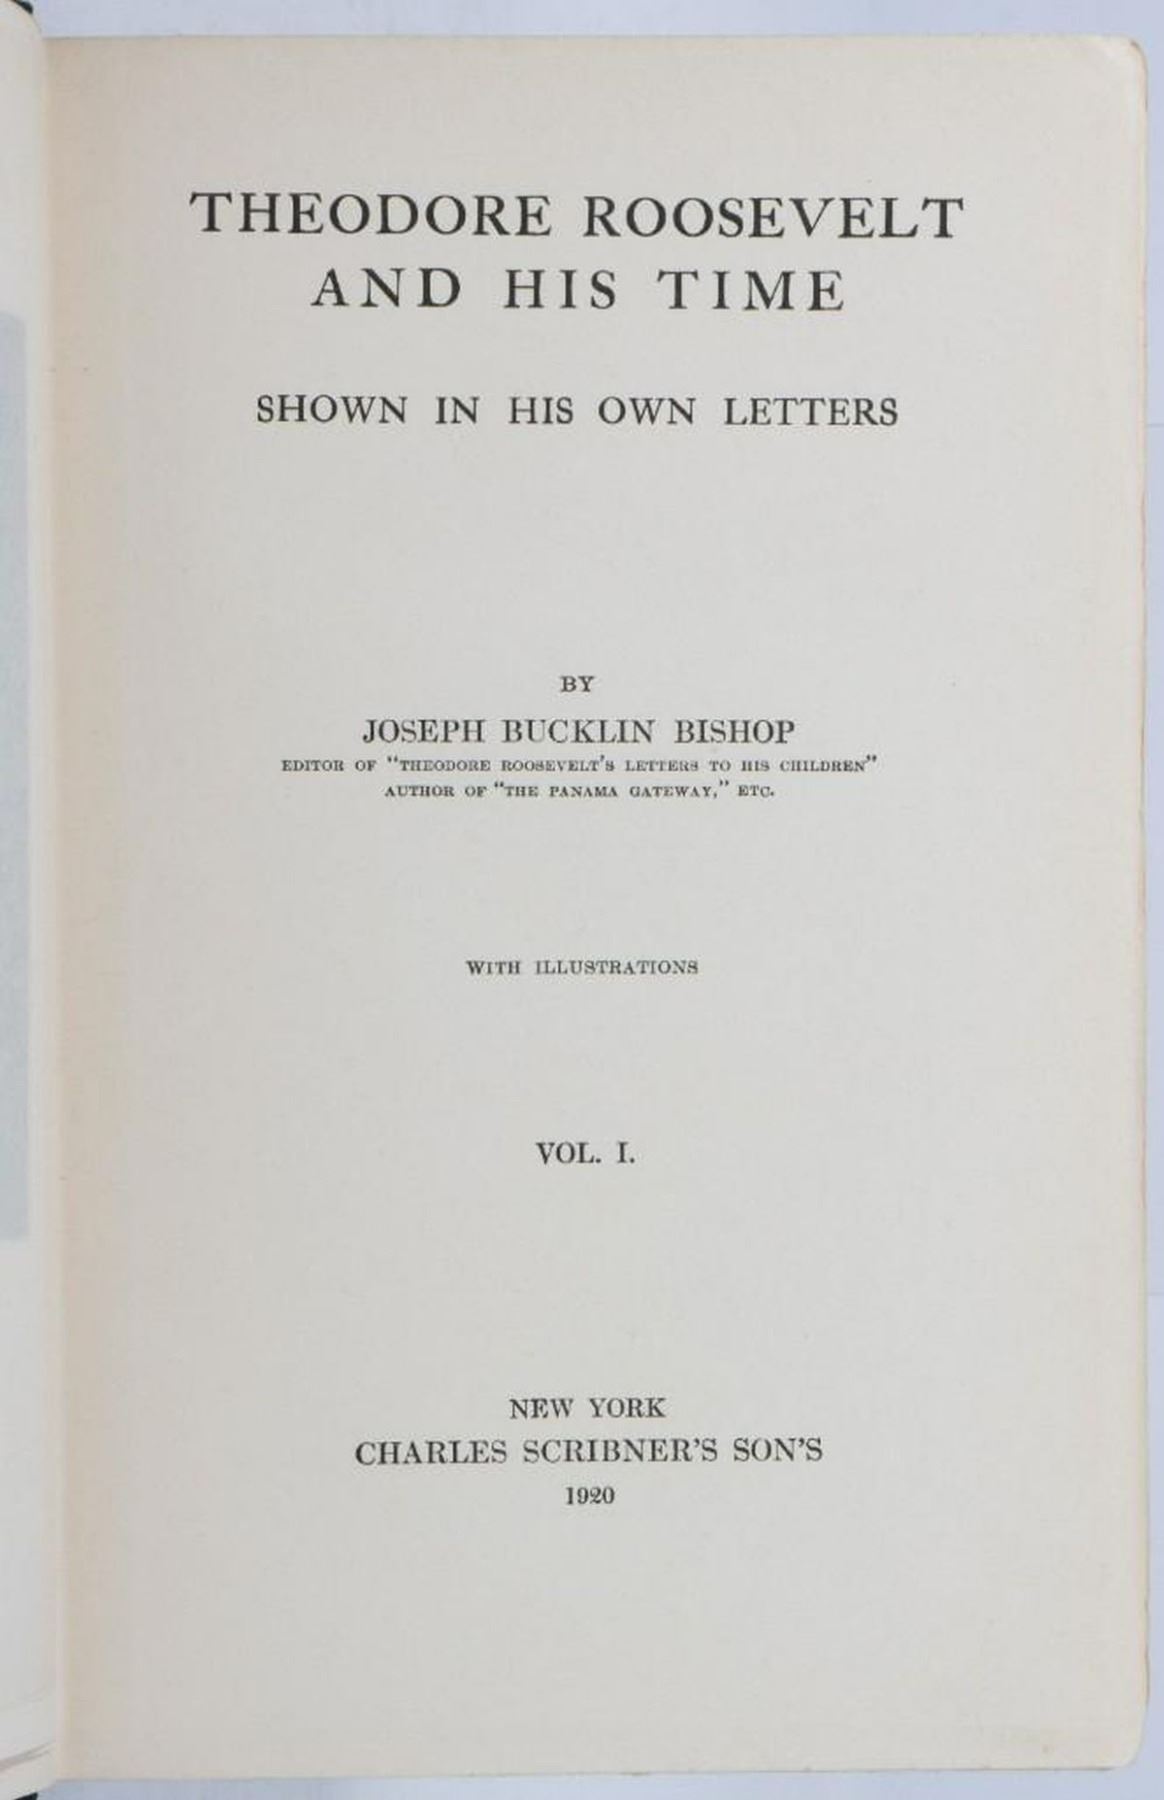 THEODORE ROOSEVELT
AND HIS TIME
SHOWN IN HIS OWN LETTERS
BY
JOSEPH BUCKLIN BISHOP
EDITOR OF "THEODORE ROOSEVELT'S LETTERS TO HIS CHILDREN"
AUTHOR OF "THE PANAMA GATEWAY," ETC.
WITH ILLUSTRATIONS
VOL. I.
NEW YORK
CHARLES SCRIBNER'S SON'S
1920